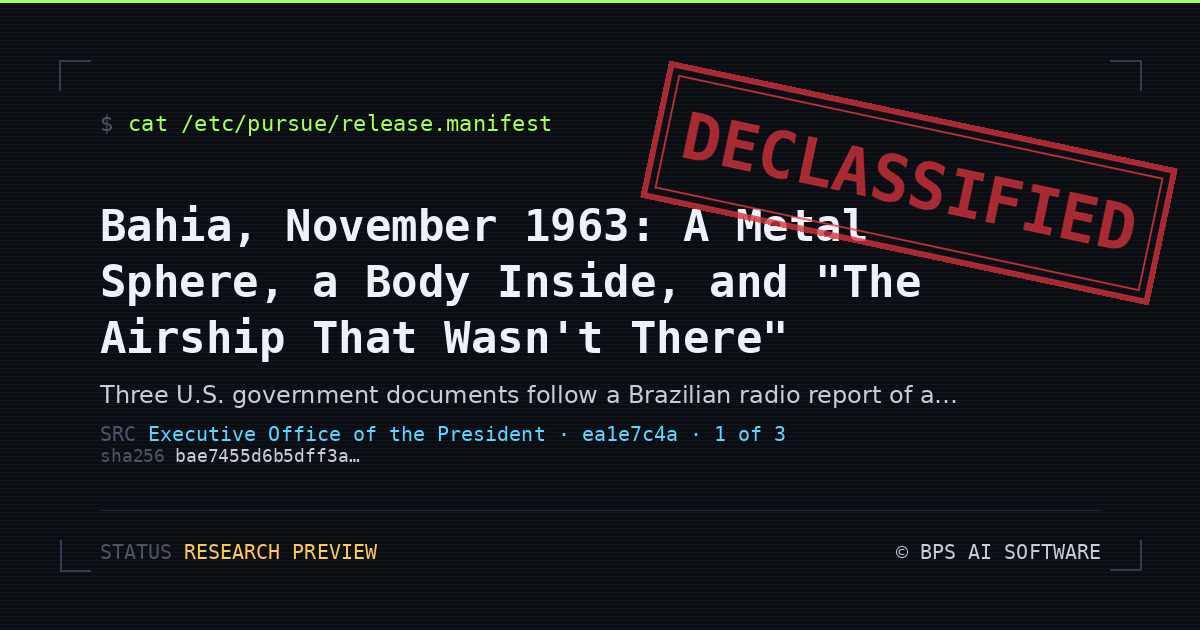 $ cat /etc/pursue/release.manifest
DECLASSIFIED
Bahia, November 1963: A Metal
Sphere, a Body Inside, and "The
Airship That Wasn't There"
Three U.S. government documents follow a Brazilian radio report of a…
SRC Executive Office of the President · ea1e7c4a · 1 of 3
sha256 bae7455d6b5dff3a…
STATUS RESEARCH PREVIEW
© BPS AI SOFTWARE